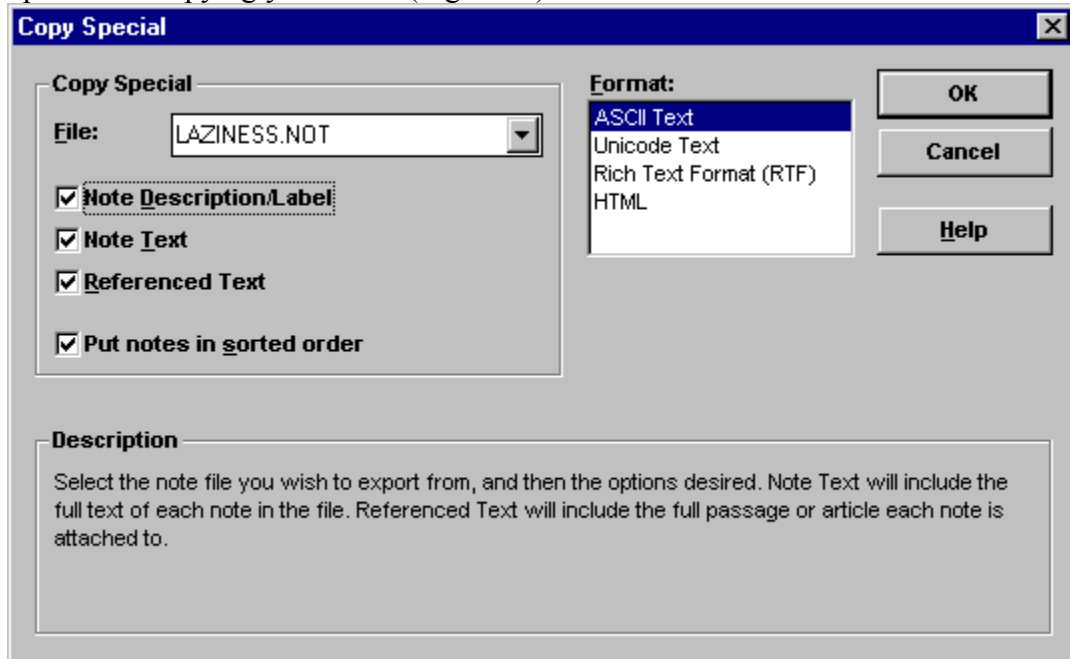 Copy Special
Copy Special
File: LAZINESS.NOT
Note Description/Label
Note Text
Referenced Text
Put notes in sorted order
Format:
ASCII Text
Unicode Text
Rich Text Format (RTF)
HTML
OK
Cancel
Help
Description
Select the note file you wish to export from, and then the options desired. Note Text will include the
full text of each note in the file. Referenced Text will include the full passage or article each note is
attached to.